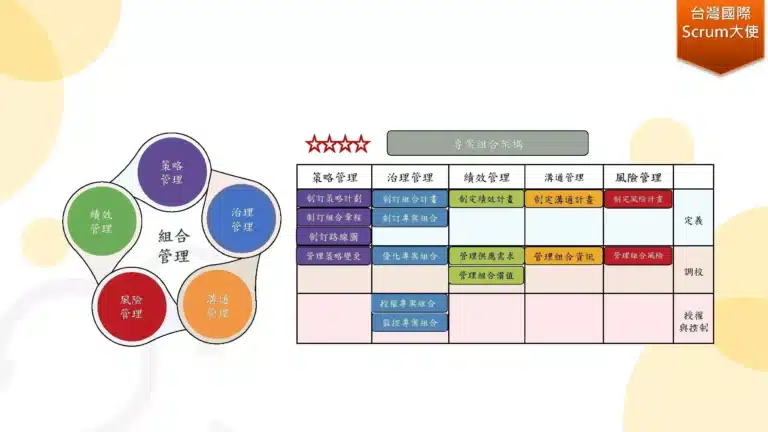 台灣國際
Scrum大使
專案組合架構
策略管理 治理管理 績效管理 溝通管理 風險管理
制訂策略計劃 制訂組合計畫 制定績效計畫 制定溝通計畫 制定風險計畫
制訂組合章程 制訂專案組合
定義
制訂路線圖
管理策略變更 優化專案組合 管理供應需求 管理組合資訊 管理組合風險
調校
管理組合價值
授權專案組合
監控專案組合
授權
與控制
策略
管理
績效
管理
治理
管理
組合
管理
風險
管理
溝通
管理